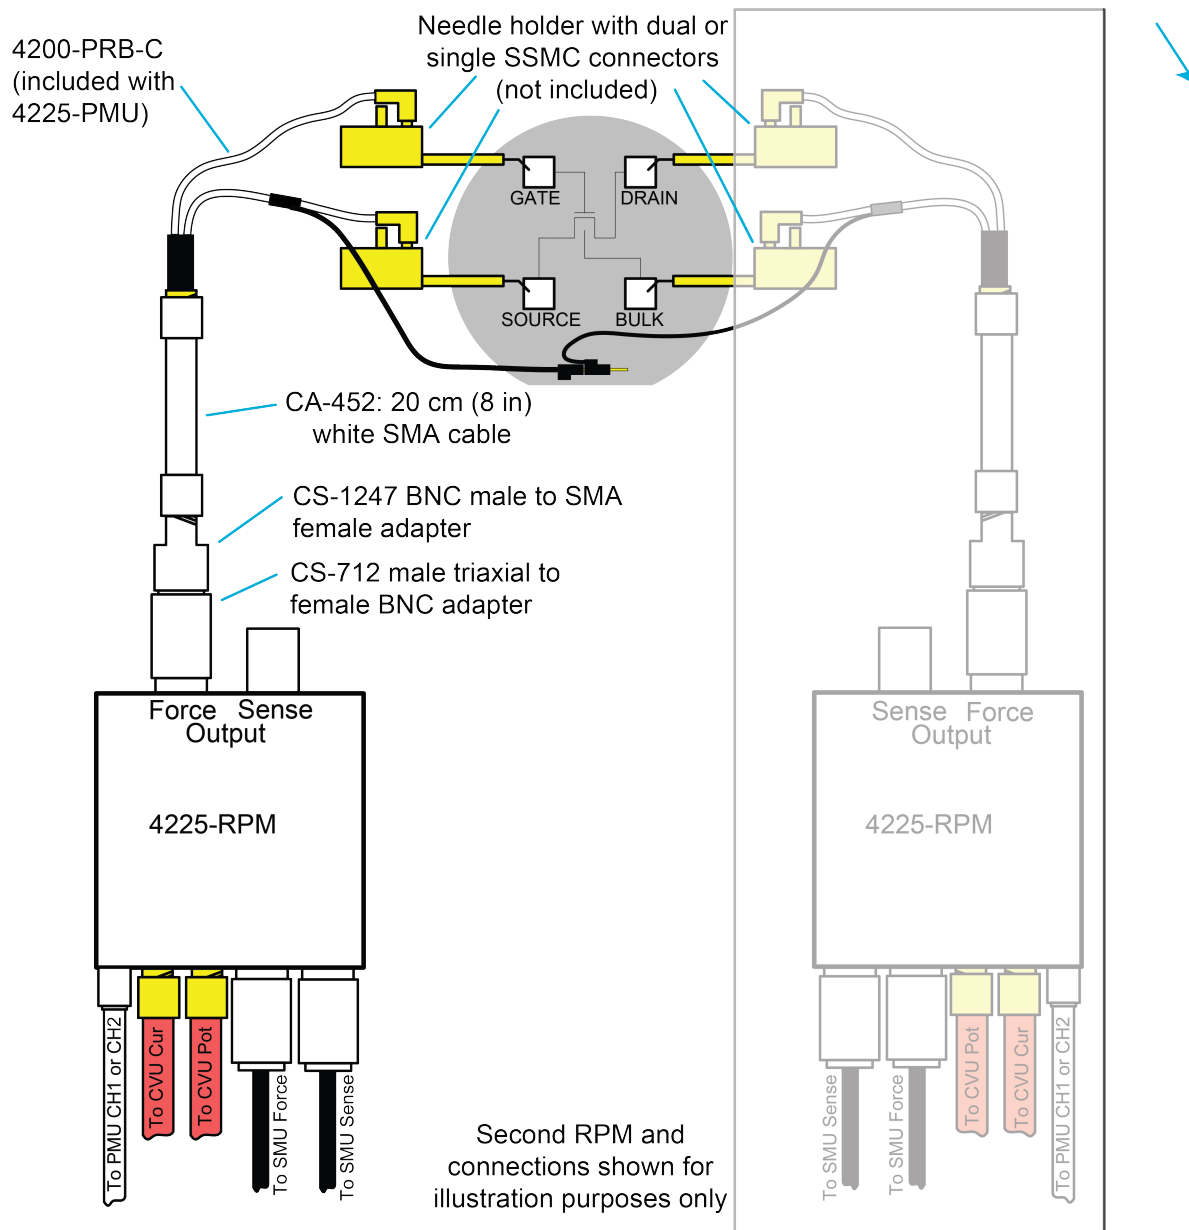 4200-PRB-C
(included with
4225-PMU)
Needle holder with dual or
single SSMC connectors
(not included)
GATE
DRAIN
SOURCE
BULK
CA-452: 20 cm (8 in)
white SMA cable
CS-1247 BNC male to SMA
female adapter
CS-712 male triaxial to
female BNC adapter
Force Sense
Output
4225-RPM
Sense Force
Output
4225-RPM
To PMU CH1 or CH2
To CVU Cur
To CVU Pot
To SMU Force
To SMU Sense
Second RPM and
connections shown for
illustration purposes only
To SMU Sense
To SMU Force
To CVU Pot
To CVU Cur
To PMU CH1 or CH2